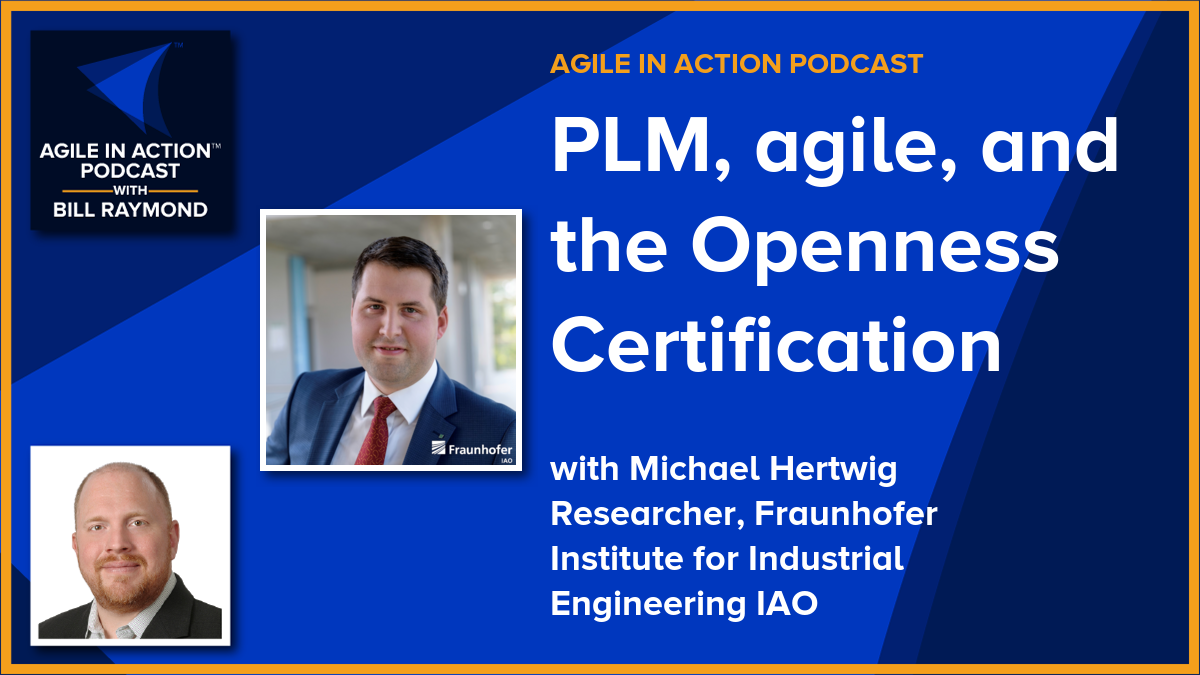 AGILE IN ACTION™
PODCAST
WITH
BILL RAYMOND
AGILE IN ACTION PODCAST
PLM, agile, and
the Openness
Certification
Fraunhofer
IAO
with Michael Hertwig
Researcher, Fraunhofer
Institute for Industrial
Engineering IAO